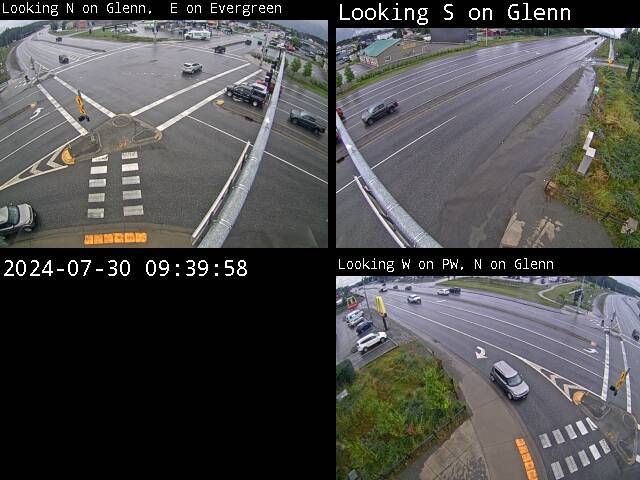 Looking N on Glenn,  E on Evergreen
Looking S on Glenn
2024-07-30 09:39:58
Looking W on PW, N on Glenn